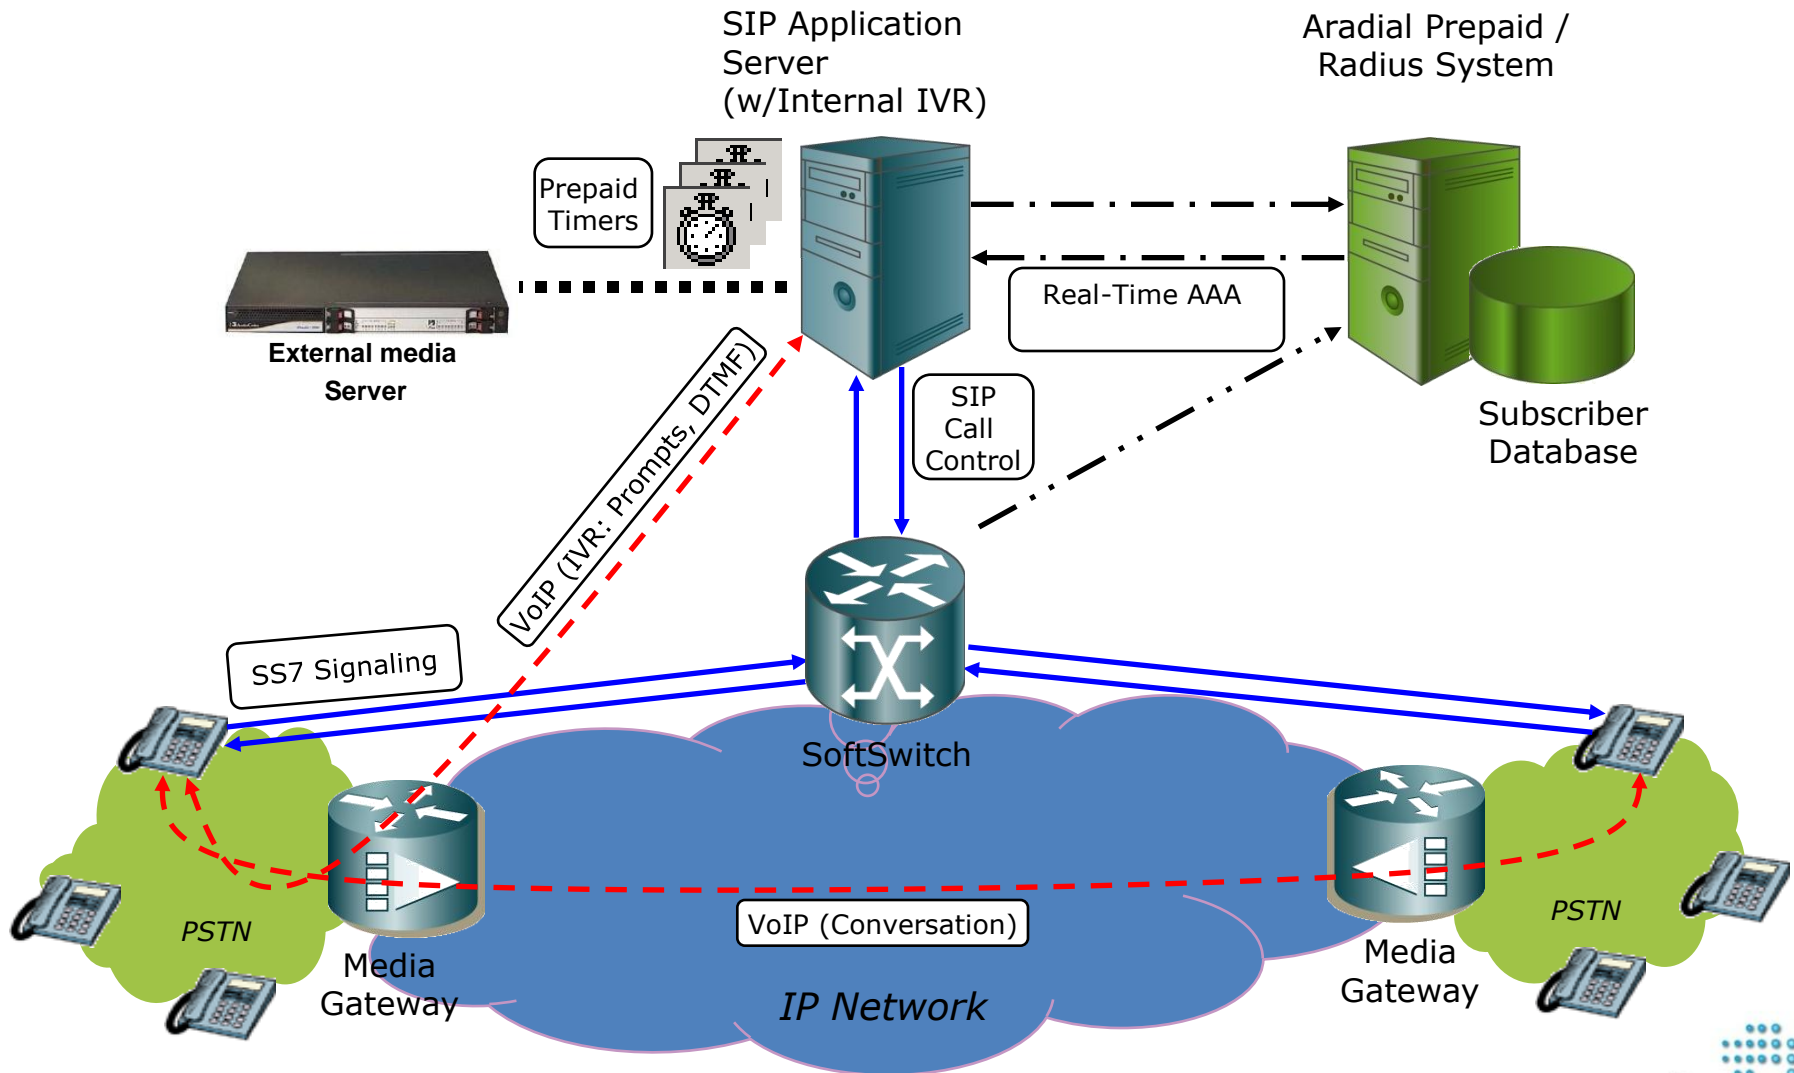 SIP Application
Server
(w/Internal IVR)
Aradial Prepaid /
Radius System
Prepaid
Timers
Real-Time AAA
External media
Server
SIP
Call
Control
Subscriber
Database
VoIP (IVR: Prompts, DTMF)
SS7 Signaling
SoftSwitch
PSTN
PSTN
VoIP (Conversation)
Media
Gateway
Media
Gateway
IP Network